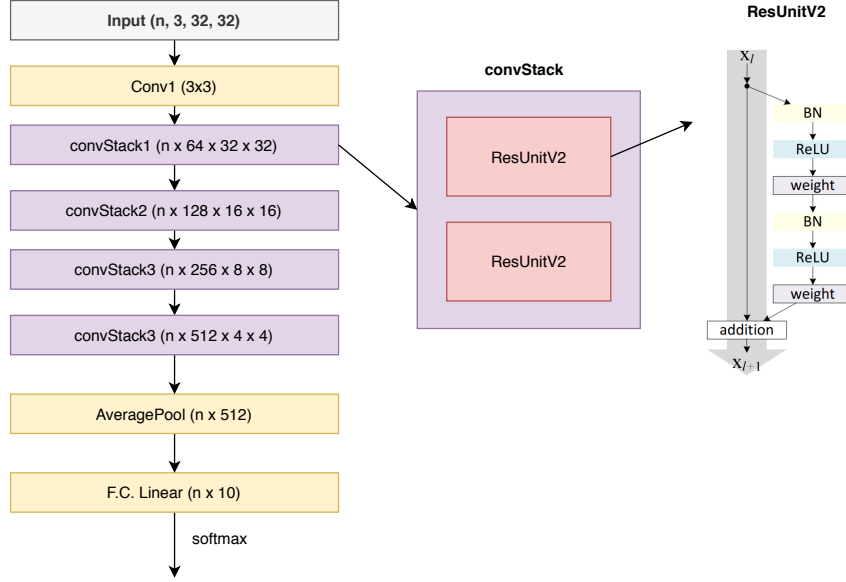 Input (n, 3, 32, 32)
Conv1 (3x3)
convStack1 (n x 64 x 32 x 32)
convStack2 (n x 128 x 16 x 16)
convStack3 (n x 256 x 8 x 8)
convStack3 (n x 512 x 4 x 4)
AveragePool (n x 512)
F.C. Linear (n x 10)
softmax
convStack
ResUnitV2
ResUnitV2
ResUnitV2
x_l
BN
ReLU
weight
BN
ReLU
weight
addition
x_{l+1}